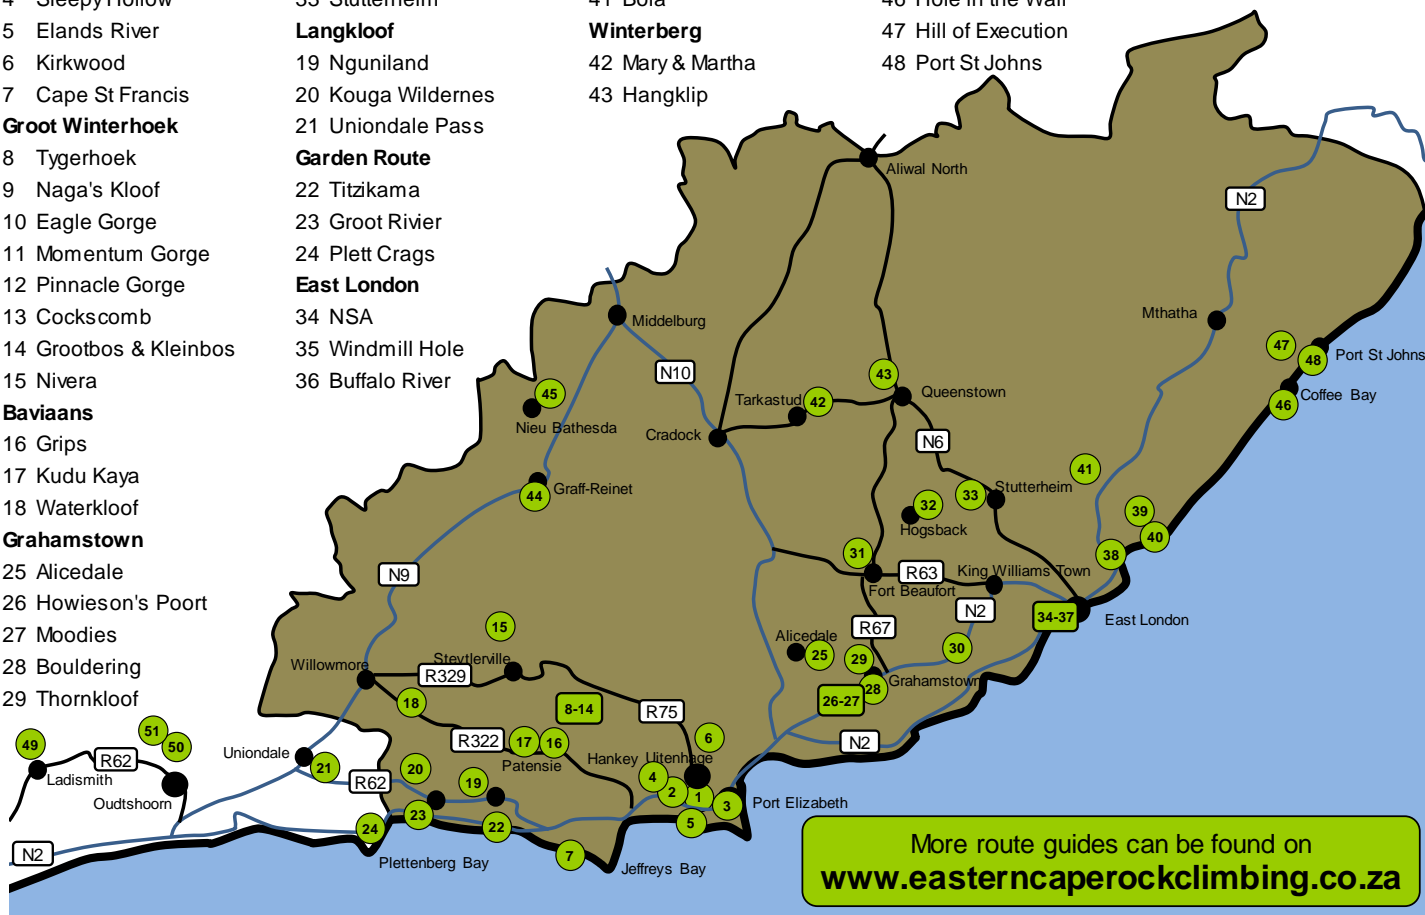 4 Sleepy Hollow
5 Elands River
6 Kirkwood
7 Cape St Francis
Groot Winterhoek
8 Tygerhoek
9 Naga's Kloof
10 Eagle Gorge
11 Momentum Gorge
12 Pinnacle Gorge
13 Cockscomb
14 Grootbos & Kleinbos
15 Nivera
Baviaans
16 Grips
17 Kudu Kaya
18 Waterkloof
Grahamstown
25 Alicedale
26 Howieson's Poort
27 Moodies
28 Bouldering
29 Thornkloof
33 Stutterheim
Langkloof
19 Nguniland
20 Kouga Wildernes
21 Uniondale Pass
Garden Route
22 Titzikama
23 Groot Rivier
24 Plett Crags
East London
34 NSA
35 Windmill Hole
36 Buffalo River
41 Bola
Winterberg
42 Mary & Martha
43 Hangklip
46 Hole in the Wall
47 Hill of Execution
48 Port St Johns
Aliwal North
N2
Middelburg
Mthatha
47
48
Port St Johns
N10
43
45
Tarkastud
42
Queenstown
46
Coffee Bay
Nieu Bathesda
Cradock
N6
41
44
Graff-Reinet
33
Stutterheim
32
Hogsback
39
40
31
38
N9
R63
King Williams Town
Fort Beaufort
N2
34-37
East London
15
R67
Alicedale
25
29
30
Willowmore
Steytlerville
R329
Grahamstown
28
26-27
18
8-14
R75
51
50
49
R62
Ladismith
Oudtshoorn
Uniondale
21
R322
17
16
Patensie
Hankey
Uitenhage
6
N2
R62
20
19
4
2
1
3
Port Elizabeth
23
22
5
24
N2
Plettenberg Bay
7
Jeffreys Bay
More route guides can be found on
www.easterncaperockclimbing.co.za